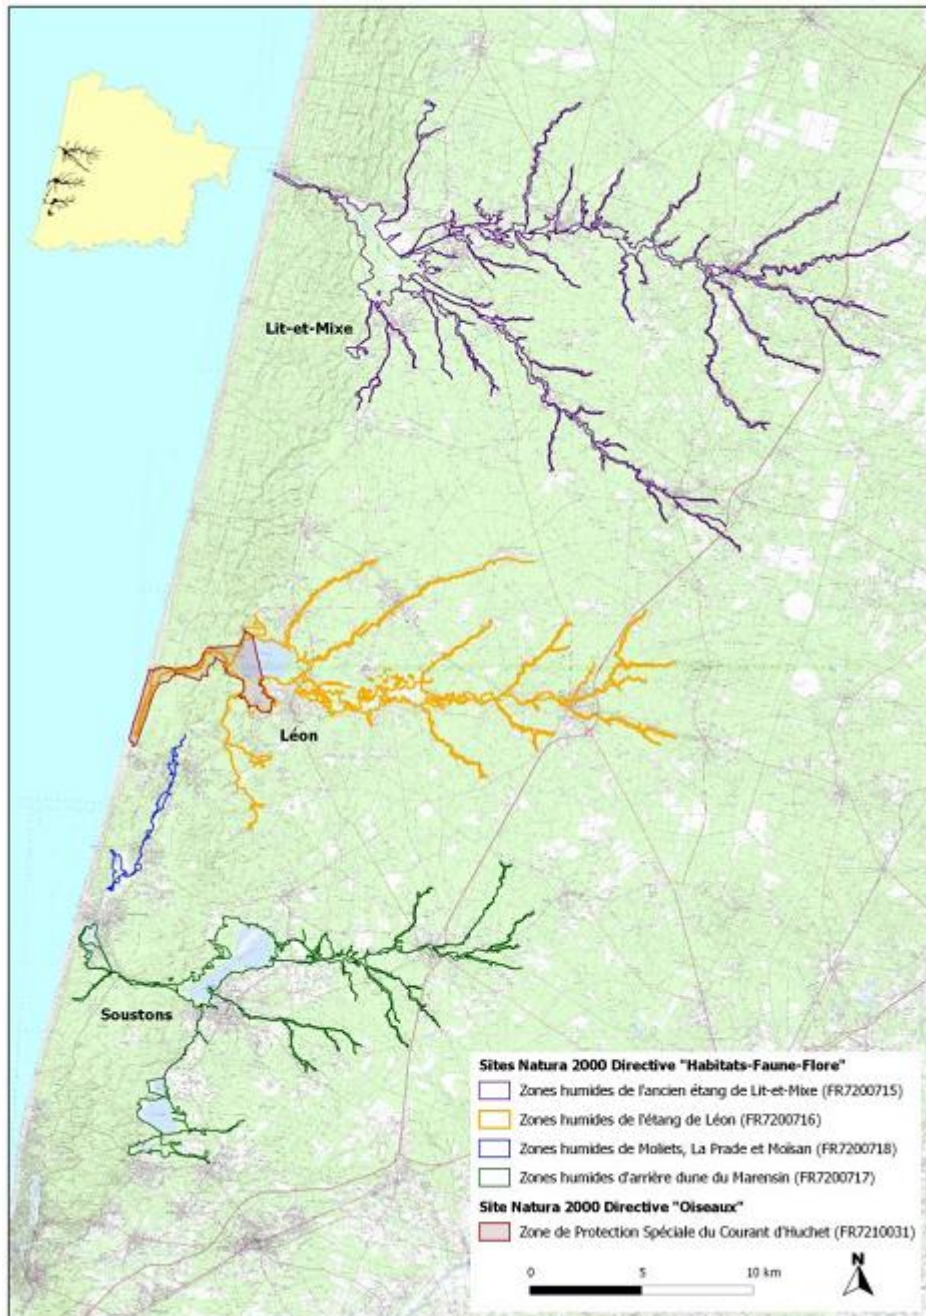 Lit-et-Mixe
Léon
Soustons
Sites Natura 2000 Directive "Habitats-Faune-Flore"
Zones humides de l'ancien étang de Lit-et-Mixe (FR7200715)
Zones humides de l'étang de Léon (FR7200716)
Zones humides de Moliets, La Prade et Moïsan (FR7200718)
Zones humides d'arrière dune du Marensin (FR7200717)
Site Natura 2000 Directive "Oiseaux"
Zone de Protection Spéciale du Courant d'Huchet (FR7210031)
N
0 5 10 km